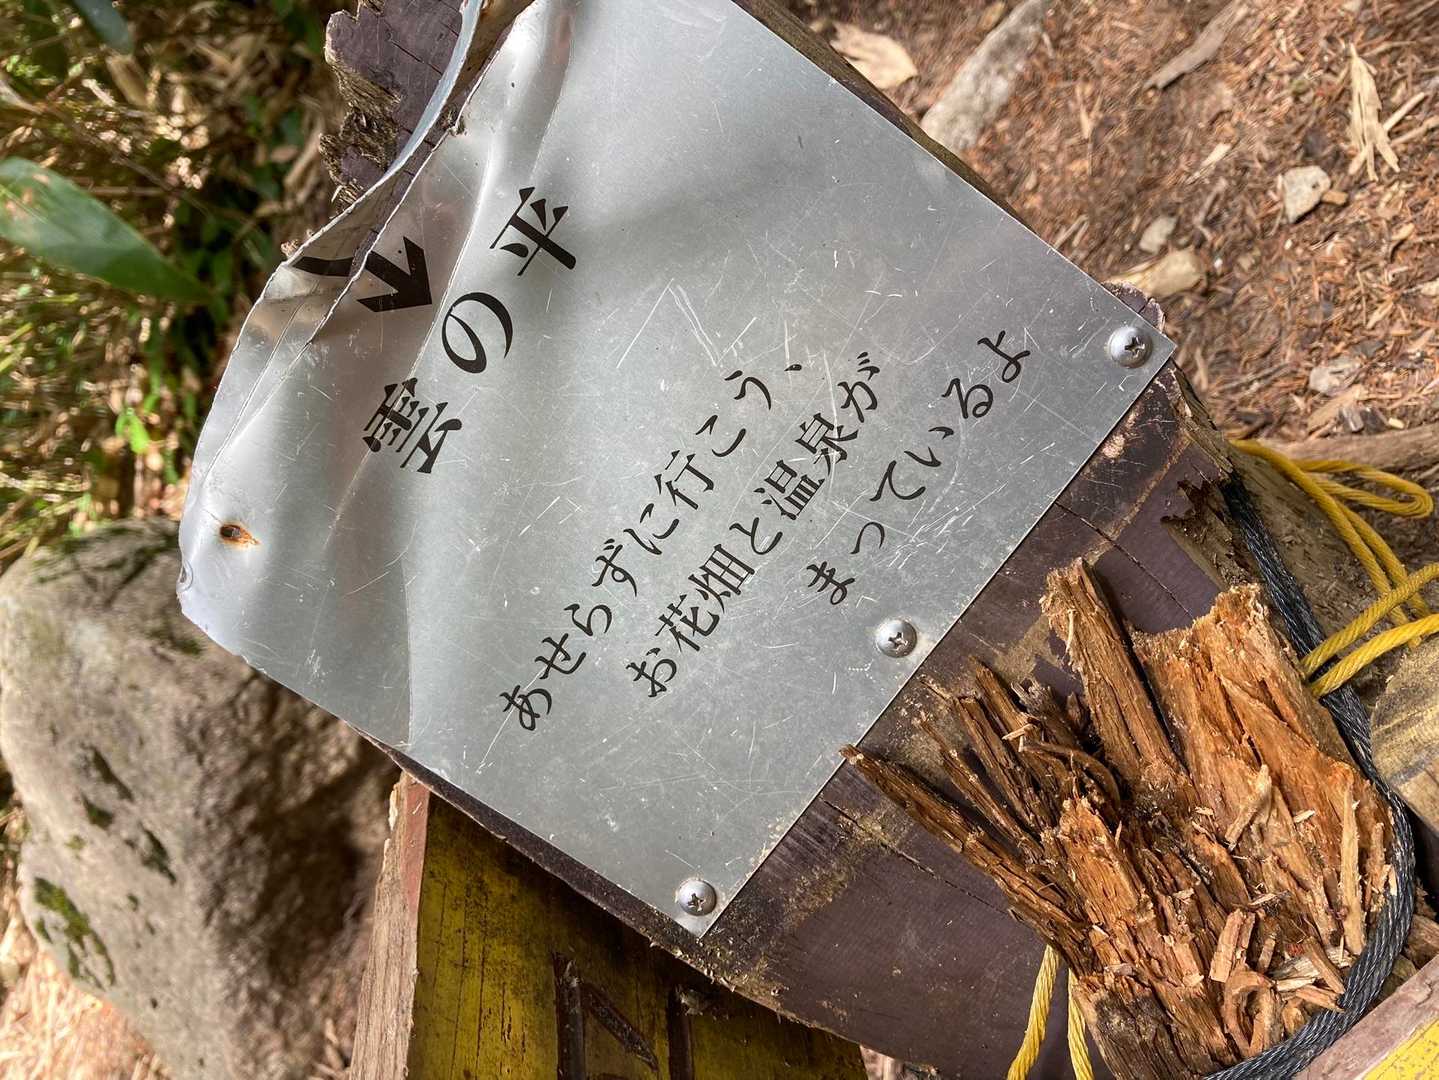 雲の平
あせらずに行こう、
お花畑と温泉が
まっているよ